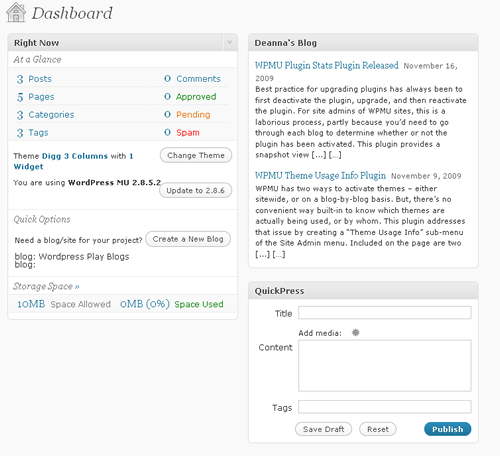 Dashboard
Right Now
At a Glance
3 Posts 0 Comments
5 Pages 0 Approved
3 Categories 0 Pending
3 Tags 0 Spam
Theme Digg 3 Columns with 1 Widget
Change Theme
You are using WordPress MU 2.8.5.2.
Update to 2.8.6
Quick Options
Need a blog/site for your project? Create a New Blog
blog: Wordpress Play Blogs
blog:
Storage Space »
10MB Space Allowed 0MB (0%) Space Used
Deanna's Blog
WPMU Plugin Stats Plugin Released November 16,
2009
Best practice for upgrading plugins has always been to
first deactivate the plugin, upgrade, and then reactivate
the plugin. For site admins of WPMU sites, this is a
laborious process, partly because you'd need to go
through each blog to determine whether or not the
plugin has been activated. This plugin provides a
snapshot view [...] [...]
WPMU Theme Usage Info Plugin November 9, 2009
WPMU has two ways to activate themes – either
sitewide, or on a blog-by-blog basis. But, there's no
convenient way built-in to know which themes are
actually being used, or by whom. This plugin addresses
that issue by creating a "Theme Usage Info" sub-menu
of the Site Admin menu. Included on the page are two
[...] [...]
QuickPress
Title
Add media:
Content
Tags
Save Draft Reset Publish